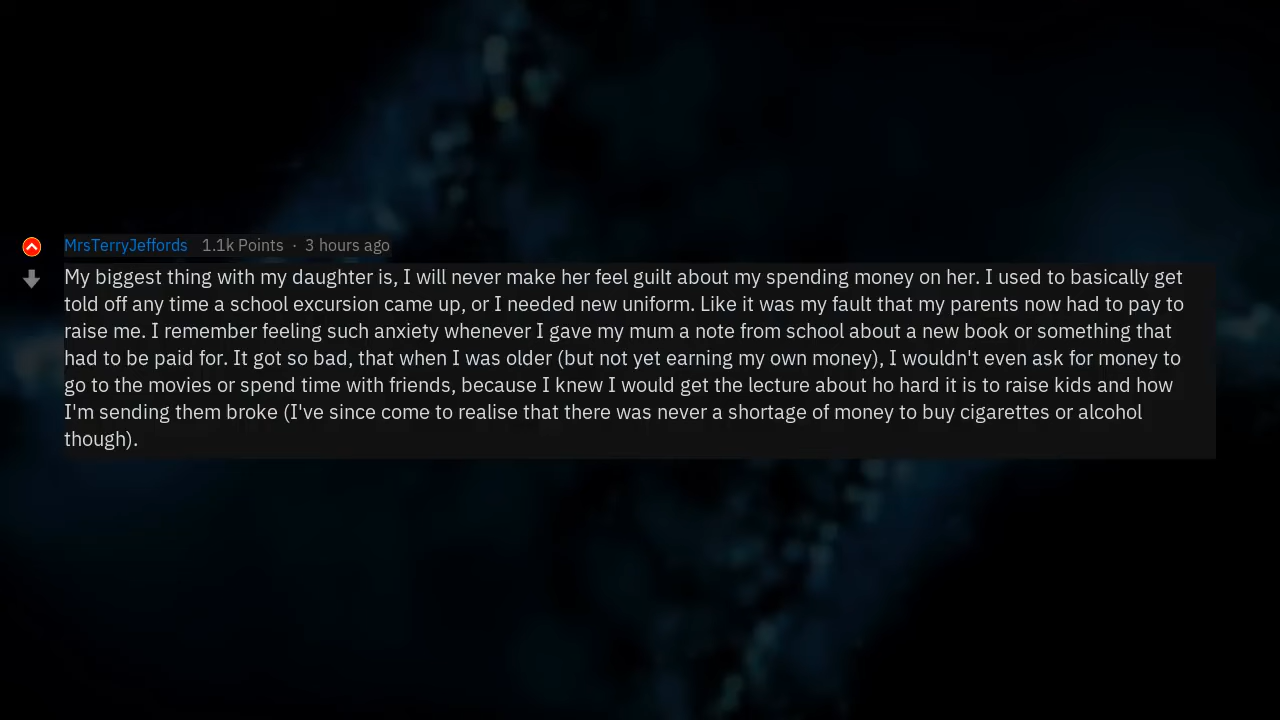 MrsTerryJeffords 1.1k Points · 3 hours ago
My biggest thing with my daughter is, I will never make her feel guilt about my spending money on her. I used to basically get
told off any time a school excursion came up, or I needed new uniform. Like it was my fault that my parents now had to pay to
raise me. I remember feeling such anxiety whenever I gave my mum a note from school about a new book or something that
had to be paid for. It got so bad, that when I was older (but not yet earning my own money), I wouldn't even ask for money to
go to the movies or spend time with friends, because I knew I would get the lecture about ho hard it is to raise kids and how
I'm sending them broke (I've since come to realise that there was never a shortage of money to buy cigarettes or alcohol
though).